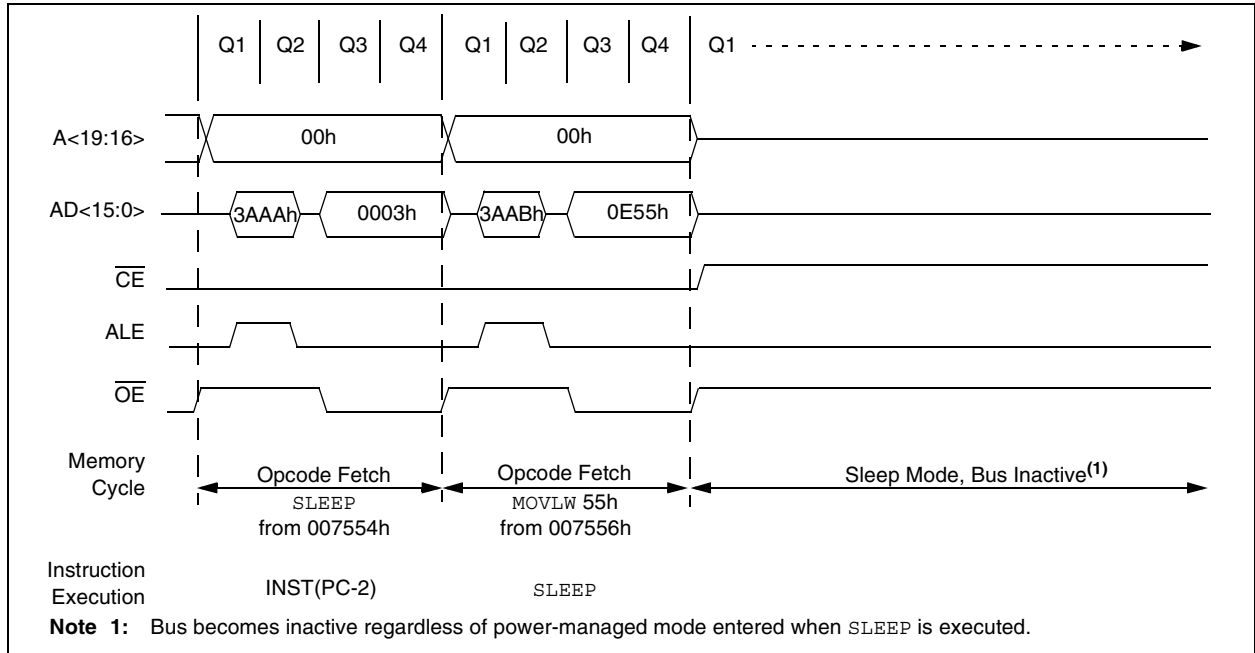 Q1 Q2 Q3 Q4 Q1 Q2 Q3 Q4 Q1
A<19:16> 00h 00h
AD<15:0> 3AAAh 0003h 3AABh 0E55h
CE
ALE
OE
Memory Cycle
Opcode Fetch
SLEEP
from 007554h
Opcode Fetch
MOVLW 55h
from 007556h
Sleep Mode, Bus Inactive(1)
Instruction
Execution
INST(PC-2) SLEEP
Note 1: Bus becomes inactive regardless of power-managed mode entered when SLEEP is executed.